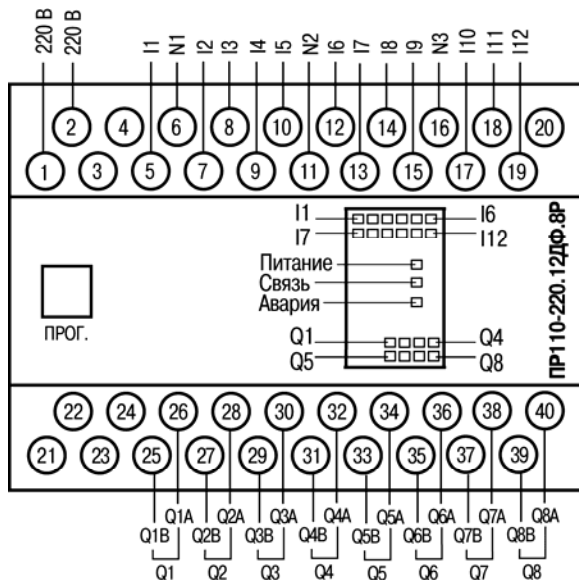 220 В 220 В I1 N1 I2 I3 I4 I5 N2 I6 I7 I8 I9 N3 I10 I11 I12
2 4 6 8 10 12 14 16 18 20
1 3 5 7 9 11 13 15 17 19
I1 I6
I7 I12
Питание
Связь
Авария
ПРОГ.
Q1 Q4
Q5 Q8
ПР110-220.12ДФ.8Р
22 24 26 28 30 32 34 36 38 40
21 23 25 27 29 31 33 35 37 39
Q1A Q2A Q3A Q4A Q5A Q6A Q7A Q8A
Q1B Q2B Q3B Q4B Q5B Q6B Q7B Q8B
Q1 Q2 Q3 Q4 Q5 Q6 Q7 Q8